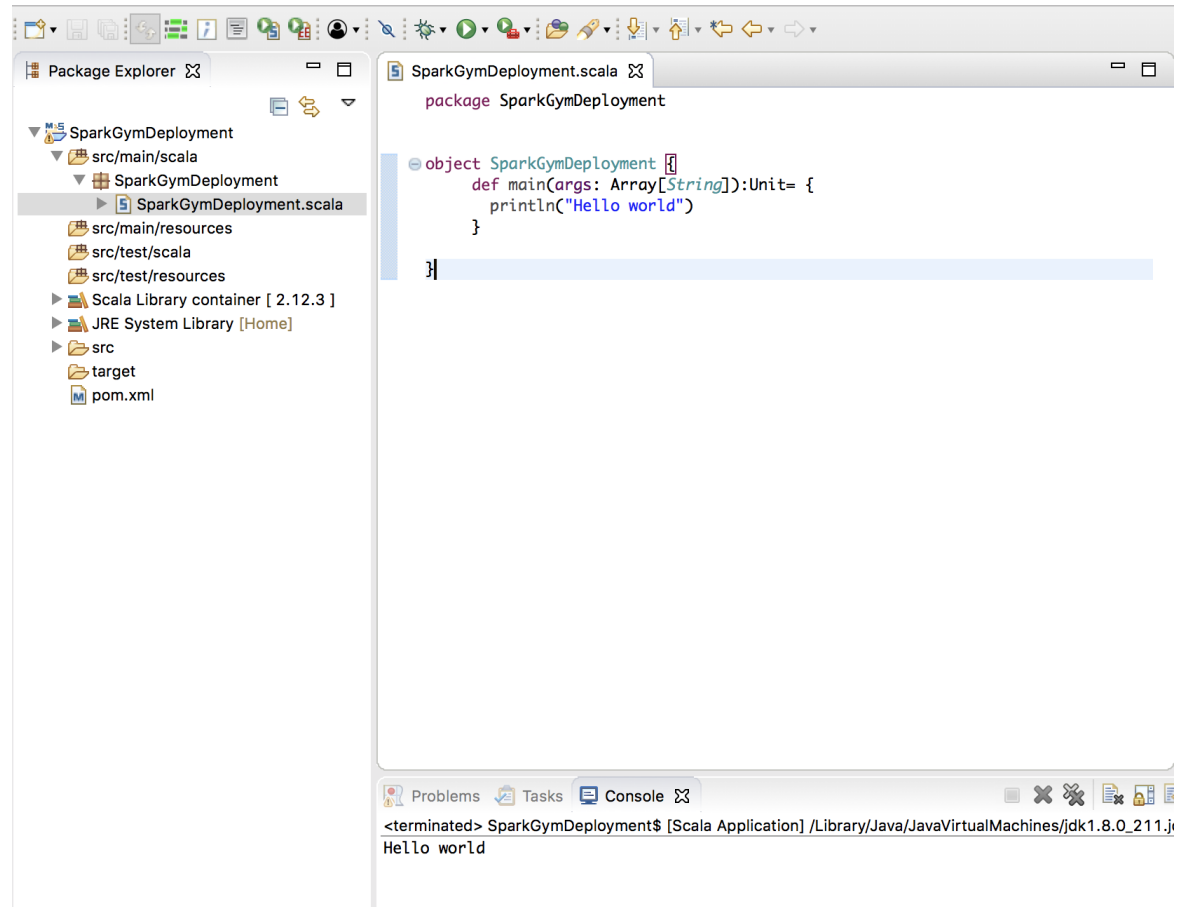 Package Explorer
SparkGymDeployment
src/main/scala
SparkGymDeployment
SparkGymDeployment.scala
src/main/resources
src/test/scala
src/test/resources
Scala Library container [ 2.12.3 ]
JRE System Library [Home]
src
target
pom.xml
SparkGymDeployment.scala
package SparkGymDeployment
object SparkGymDeployment {
def main(args: Array[String]):Unit= {
println("Hello world")
}
}
Problems Tasks Console
<terminated> SparkGymDeployment$ [Scala Application] /Library/Java/JavaVirtualMachines/jdk1.8.0_211.j
Hello world